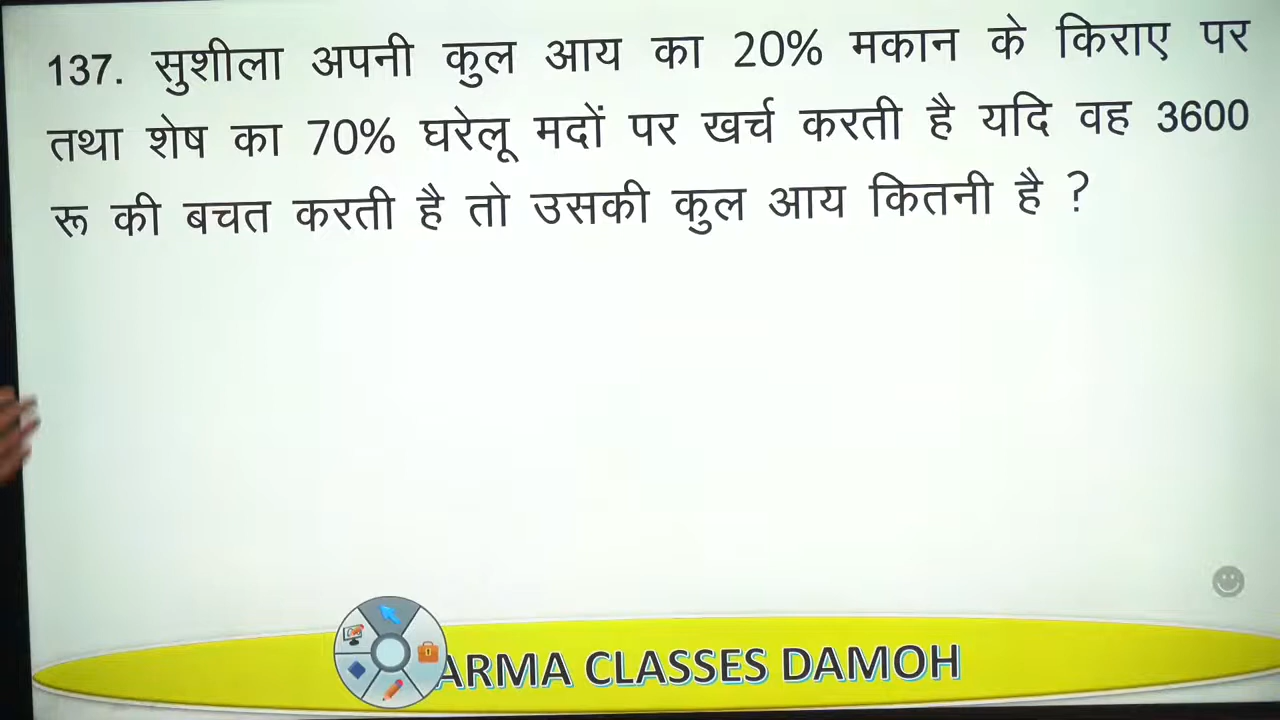 137. सुशीला अपनी कुल आय का 20% मकान के किराए पर
तथा शेष का 70% घरेलू मदों पर खर्च करती है यदि वह 3600
रू की बचत करती है तो उसकी कुल आय कितनी है ?
ARMA CLASSES DAMOH